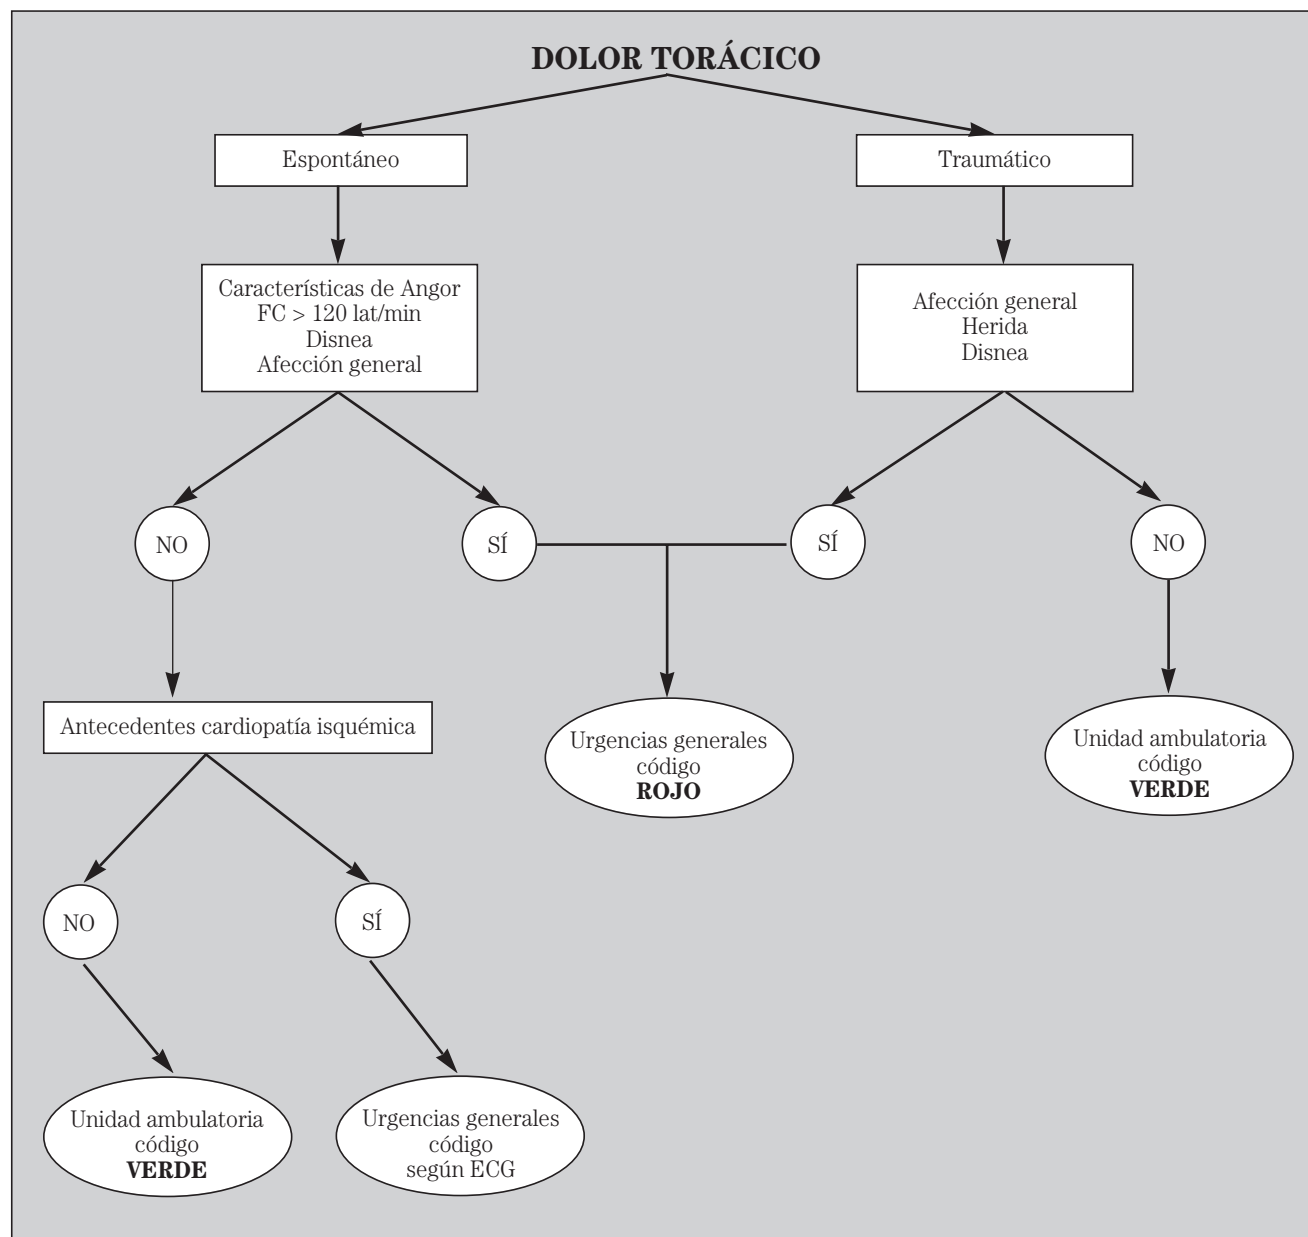 DOLOR TORÁCICO
Espontáneo
Traumático
Características de Angor
FC > 120 lat/min
Disnea
Afección general
Afección general
Herida
Disnea
NO
SÍ
SÍ
NO
Antecedentes cardiopatía isquémica
Urgencias generales
código
ROJO
Unidad ambulatoria
código
VERDE
NO
SÍ
Unidad ambulatoria
código
VERDE
Urgencias generales
código
según ECG